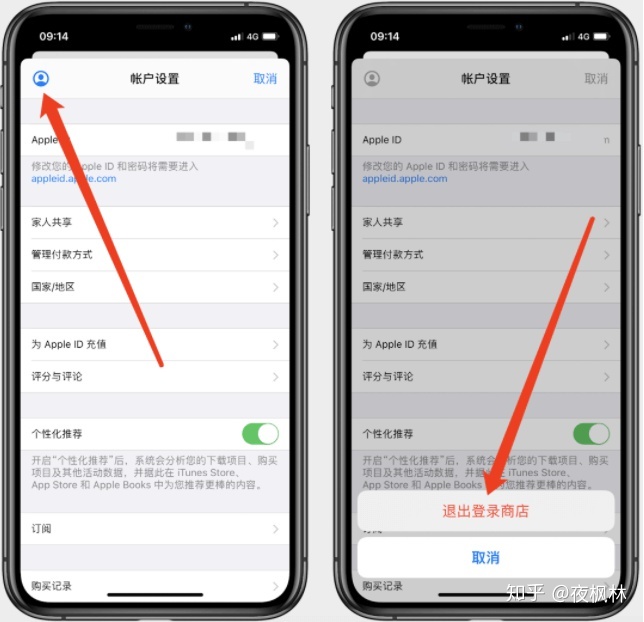 09:14
4G
帐户设置
取消
Apple
修改您的 Apple ID 和密码将需要进入
appleid.apple.com
家人共享
管理付款方式
国家/地区
为 Apple ID 充值
评分与评论
个性化推荐
开启“个性化推荐”后，系统会分析您的下载项目、购买
项目及其他活动数据，并据此在 iTunes Store、
App Store 和 Apple Books 中为您推荐更棒的内容。
订阅
购买记录
09:14
4G
帐户设置
取消
Apple ID
n
修改您的 Apple ID 和密码将需要进入
appleid.apple.com
家人共享
管理付款方式
国家/地区
为 Apple ID 充值
评分与评论
个性化推荐
开启“个性化推荐”后，系统会分析您的下载项目、购买
项目及其他活动数据，并据此在 iTunes Store、
App Store 和 Apple Books 中为您推荐更棒的内容。
退出登录商店
取消
购买记录
知乎 @夜枫林